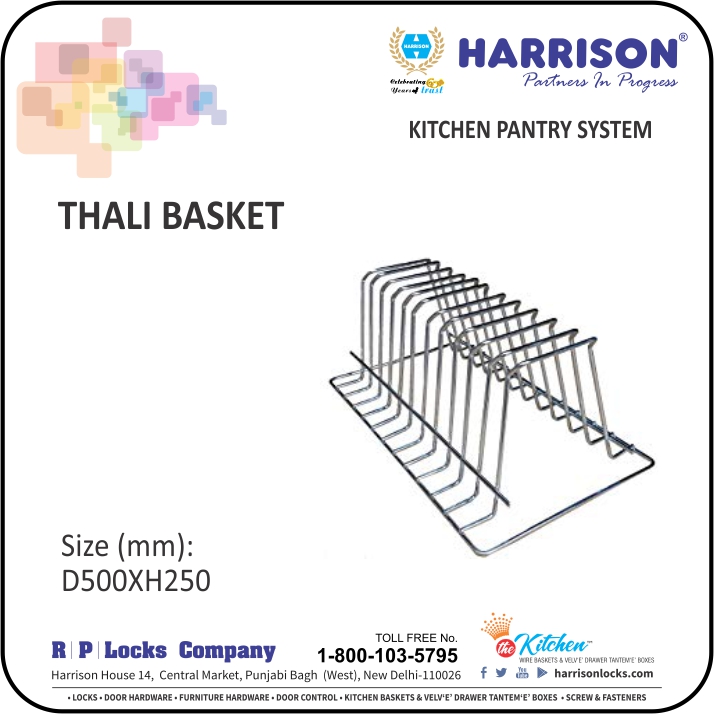 HARRISON
HARRISON®
Celebrating
Years of trust
Partners In Progress
KITCHEN PANTRY SYSTEM
THALI BASKET
Size (mm):
D500XH250
R|P|Locks Company
Harrison House 14, Central Market, Punjabi Bagh (West), New Delhi-110026
TOLL FREE No.
1-800-103-5795
the Kitchen™
WIRE BASKETS & VELV'E' DRAWER TANTEM'E' BOXES
You Tube
harrisonlocks.com
• LOCKS • DOOR HARDWARE • FURNITURE HARDWARE • DOOR CONTROL • KITCHEN BASKETS & VELV'E' DRAWER TANTEM'E' BOXES • SCREW & FASTENERS